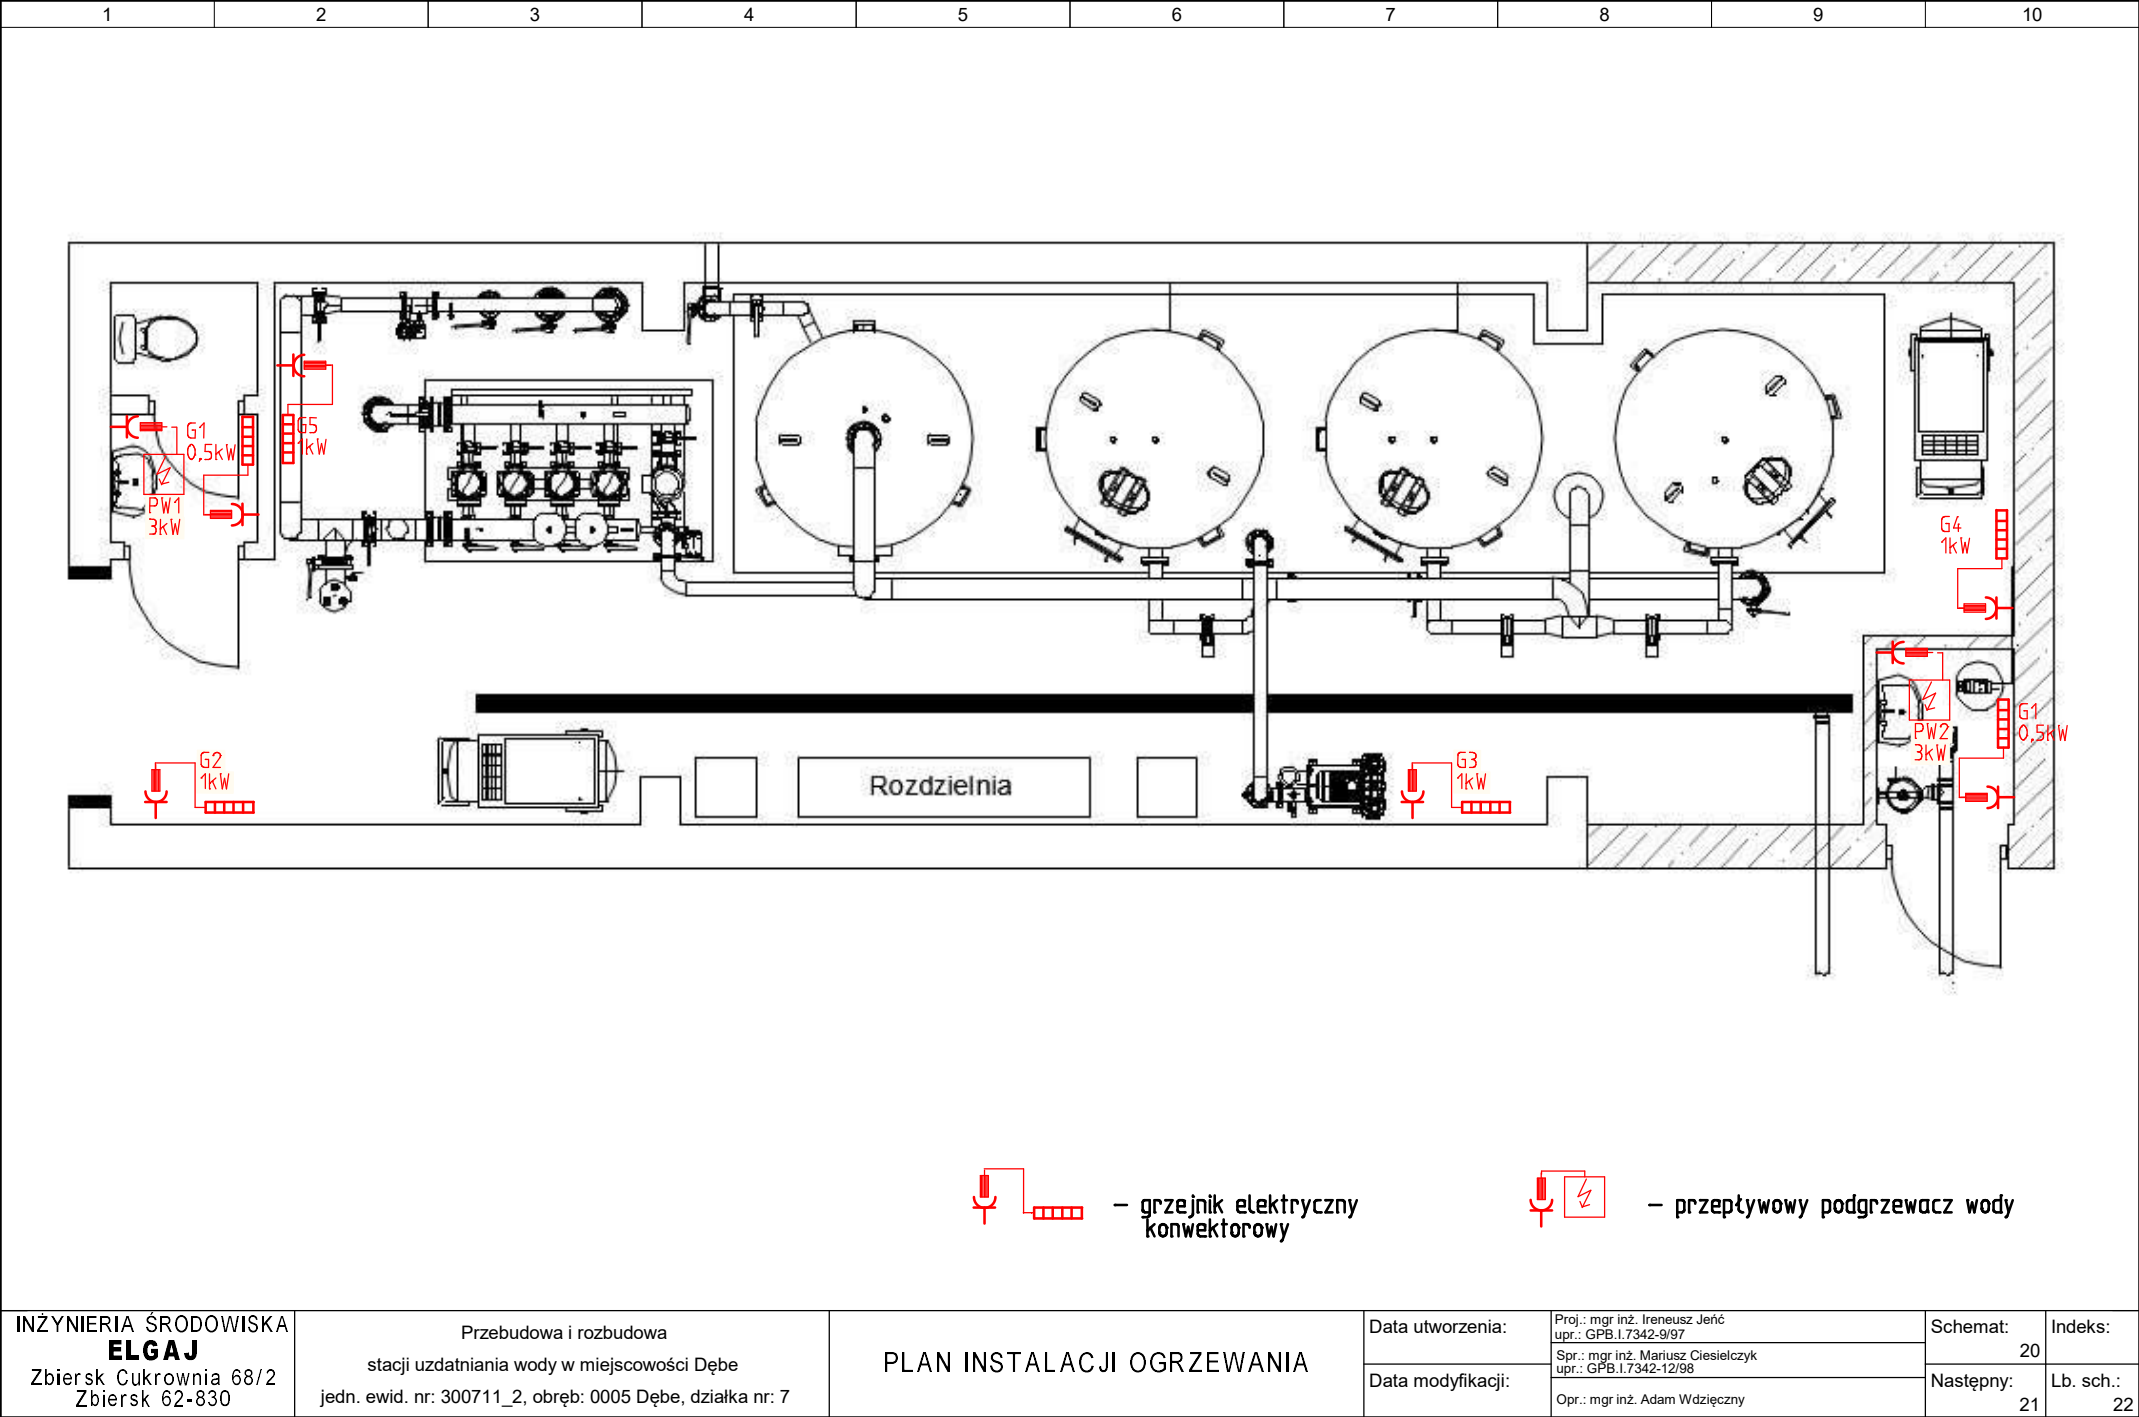 1 2 3 4 5 6 7 8 9 10
G1
0,5kW
PW1
3kW
G5
1kW
G4
1kW
G1
0,5kW
PW2
3kW
G2
1kW
Rozdzielnia
G3
1kW
– grzejnik elektryczny
konwektorowy
– przepływowy podgrzewacz wody
INŻYNIERIA ŚRODOWISKA
ELGAJ
Zbiersk Cukrownia 68/2
Zbiersk 62-830
Przebudowa i rozbudowa
stacji uzdatniania wody w miejscowości Dębe
jedn. ewid. nr: 300711_2, obręb: 0005 Dębe, działka nr: 7
PLAN INSTALACJI OGRZEWANIA
Data utworzenia:
Data modyfikacji:
Proj.: mgr inż. Ireneusz Jeńć
upr.: GPB.I.7342-9/97
Spr.: mgr inż. Mariusz Ciesielczyk
upr.: GPB.I.7342-12/98
Opr.: mgr inż. Adam Wdzięczny
Schemat:
20
Następny:
21
Indeks:
Lb. sch.:
22